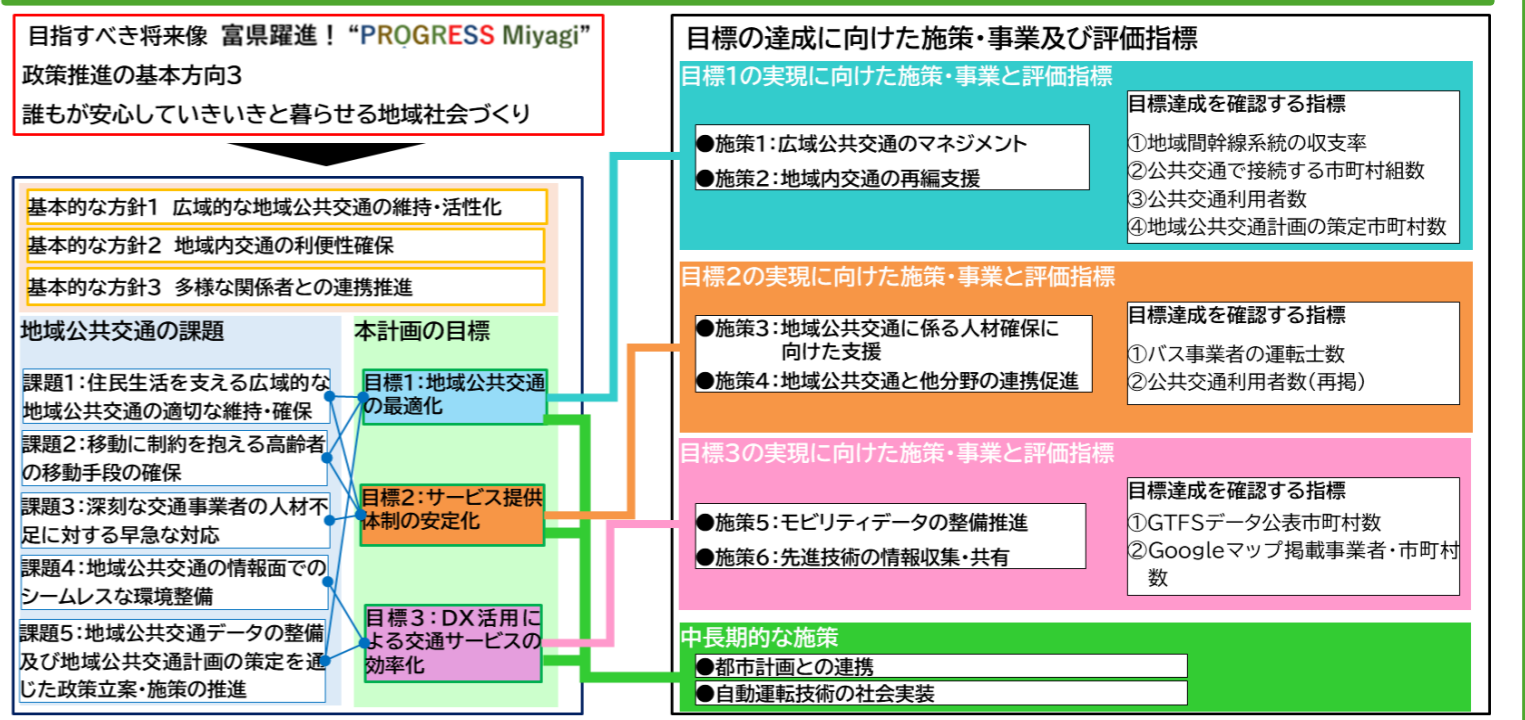 目指すべき将来像 富県躍進！“PROGRESS Miyagi”
政策推進の基本方向3
誰もが安心していきいきと暮らせる地域社会づくり
基本的な方針1 広域的な地域公共交通の維持・活性化
基本的な方針2 地域内交通の利便性確保
基本的な方針3 多様な関係者との連携推進
地域公共交通の課題
課題1：住民生活を支える広域的な
地域公共交通の適切な維持・確保
課題2：移動に制約を抱える高齢者
の移動手段の確保
課題3：深刻な交通事業者の人材不
足に対する早急な対応
課題4：地域公共交通の情報面での
シームレスな環境整備
課題5：地域公共交通データの整備
及び地域公共交通計画の策定を通
じた政策立案・施策の推進
本計画の目標
目標1：地域公共交通
の最適化
目標2：サービス提供
体制の安定化
目標３：DX活用に
よる交通サービスの
効率化
目標の達成に向けた施策・事業及び評価指標
目標1の実現に向けた施策・事業と評価指標
●施策1：広域公共交通のマネジメント
●施策2：地域内交通の再編支援
目標達成を確認する指標
①地域間幹線系統の収支率
②公共交通で接続する市町村組数
③公共交通利用者数
④地域公共交通計画の策定市町村数
目標2の実現に向けた施策・事業と評価指標
●施策3：地域公共交通に係る人材確保に
向けた支援
●施策4：地域公共交通と他分野の連携促進
目標達成を確認する指標
①バス事業者の運転士数
②公共交通利用者数（再掲）
目標3の実現に向けた施策・事業と評価指標
●施策5：モビリティデータの整備推進
●施策6：先進技術の情報収集・共有
目標達成を確認する指標
①GTFSデータ公表市町村数
②Googleマップ掲載事業者・市町村
数
中長期的な施策
●都市計画との連携
●自動運転技術の社会実装